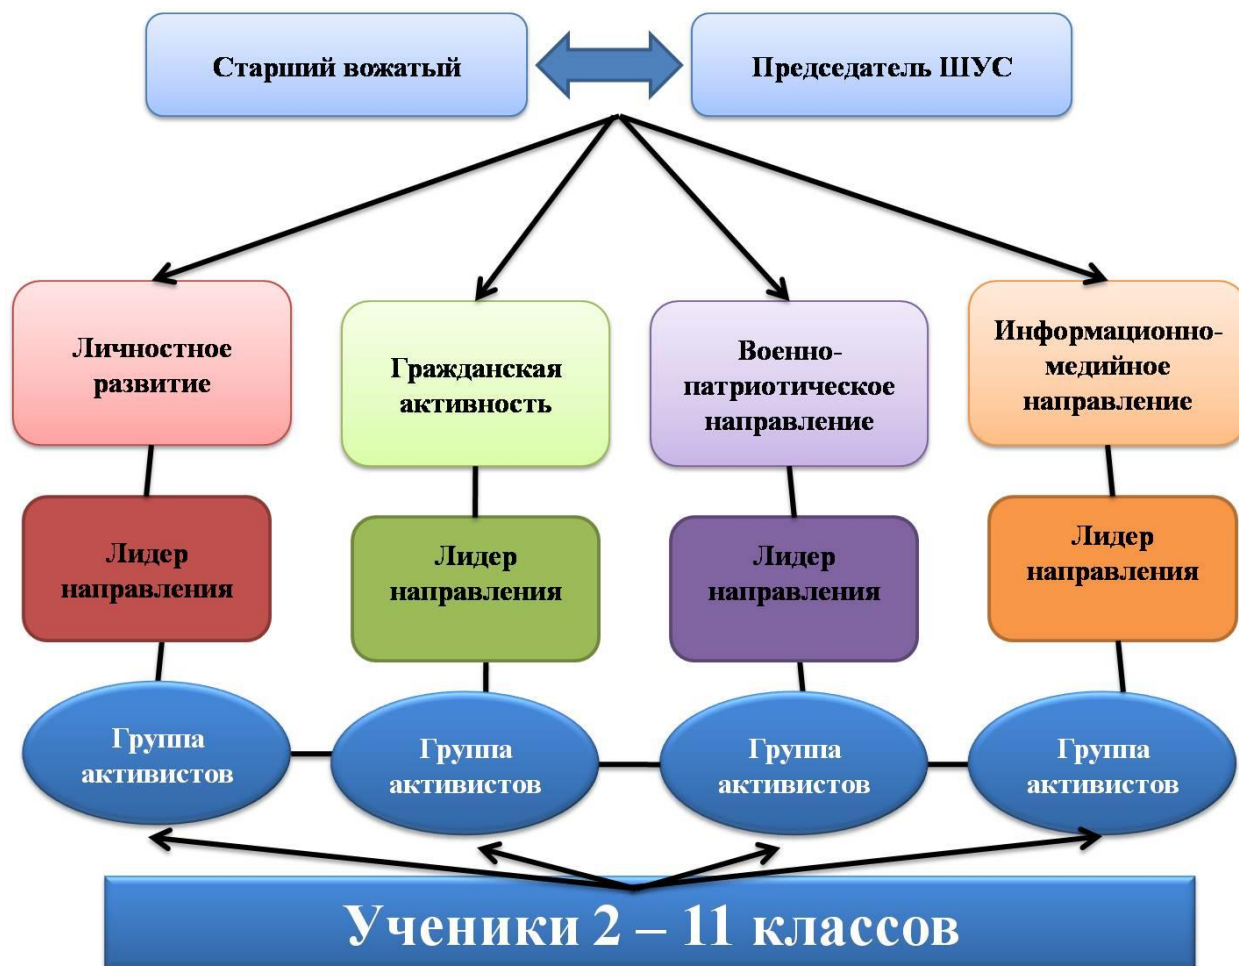 Старший вожатый
Председатель ШУС
Личностное
развитие
Гражданская
активность
Военно-
патриотическое
направление
Информационно-
медийное
направление
Лидер
направления
Лидер
направления
Лидер
направления
Лидер
направления
Группа
активистов
Группа
активистов
Группа
активистов
Группа
активистов
Ученики 2 – 11 классов